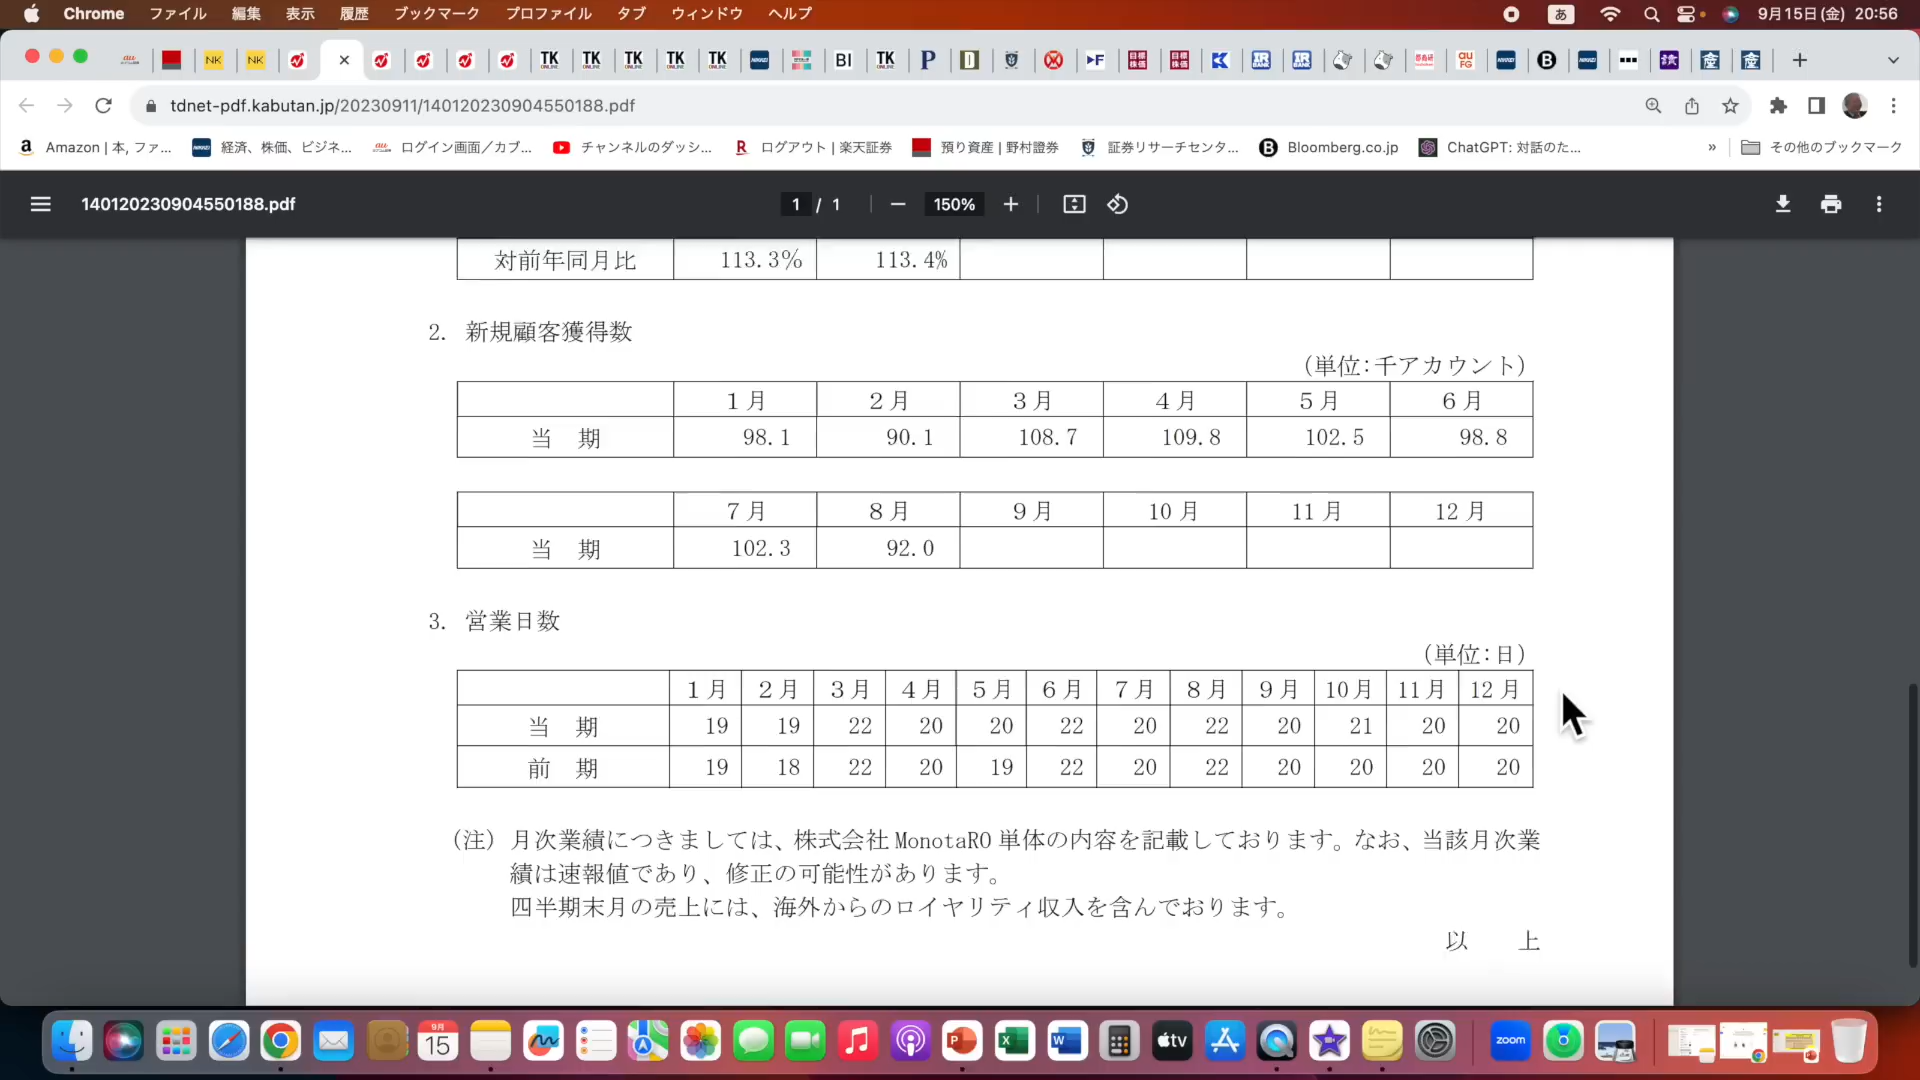 Chrome ファイル 編集 表示 履歴 ブックマーク プロファイル タブ ウィンドウ ヘルプ あ 9月15日(金) 20:56
NK NK TK TK TK TK TK BI TK P D
tdnet-pdf.kabutan.jp/20230911/140120230904550188.pdf
Amazon | 本, ファ... 経済、株価、ビジネ... ログイン画面／カブ... チャンネルのダッシ... ログアウト | 楽天証券 預り資産 | 野村證券 証券リサーチセンタ... Bloomberg.co.jp ChatGPT: 対話のた... » その他のブックマーク
140120230904550188.pdf 1 / 1 150%
対前年同月比 113.3% 113.4%
2. 新規顧客獲得数
(単位:千アカウント)
1月 2月 3月 4月 5月 6月
当 期 98.1 90.1 108.7 109.8 102.5 98.8
7月 8月 9月 10月 11月 12月
当 期 102.3 92.0
3. 営業日数
(単位:日)
1月 2月 3月 4月 5月 6月 7月 8月 9月 10月 11月 12月
当 期 19 19 22 20 20 22 20 22 20 21 20 20
前 期 19 18 22 20 19 22 20 22 20 20 20 20
(注) 月次業績につきましては、株式会社 MonotaRO 単体の内容を記載しております。なお、当該月次業
績は速報値であり、修正の可能性があります。
四半期末月の売上には、海外からのロイヤリティ収入を含んでおります。
以 上
9月 15 tv zoom